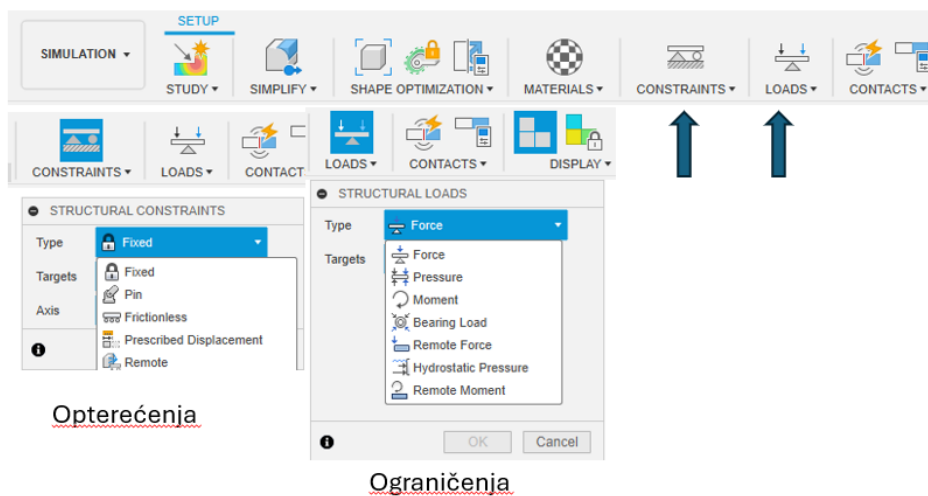 SETUP
SIMULATION
STUDY
SIMPLIFY
SHAPE OPTIMIZATION
MATERIALS
CONSTRAINTS
LOADS
CONTACTS
CONSTRAINTS
LOADS
CONTACT
STRUCTURAL CONSTRAINTS
Type
Fixed
Targets
Fixed
Pin
Axis
Frictionless
Prescribed Displacement
Remote
Opterećenja
LOADS
CONTACTS
DISPLAY
STRUCTURAL LOADS
Type
Force
Targets
Force
Pressure
Moment
Bearing Load
Remote Force
Hydrostatic Pressure
Remote Moment
OK
Cancel
Ograničenja